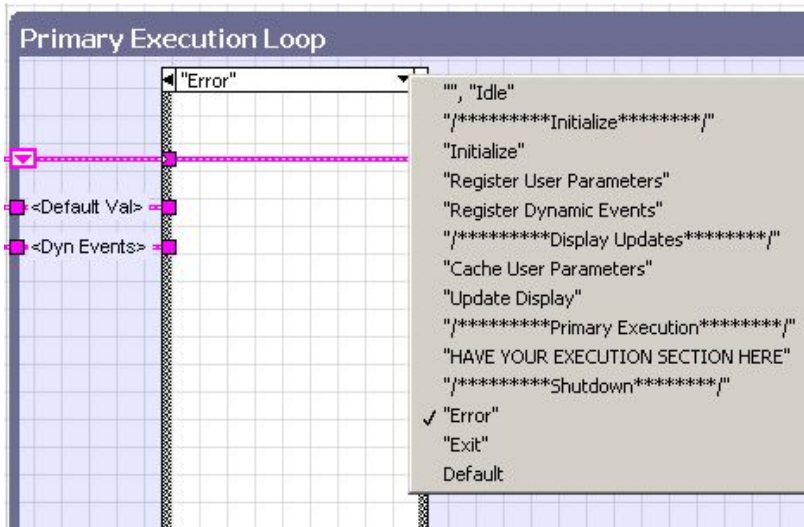 Primary Execution Loop
"Error"
<Default Val>
<Dyn Events>
"", "Idle"
"/*********Initialize********/"
"Initialize"
"Register User Parameters"
"Register Dynamic Events"
"/*********Display Updates********/"
"Cache User Parameters"
"Update Display"
"/*********Primary Execution********/"
"HAVE YOUR EXECUTION SECTION HERE"
"/*********Shutdown********/"
"Error"
"Exit"
Default